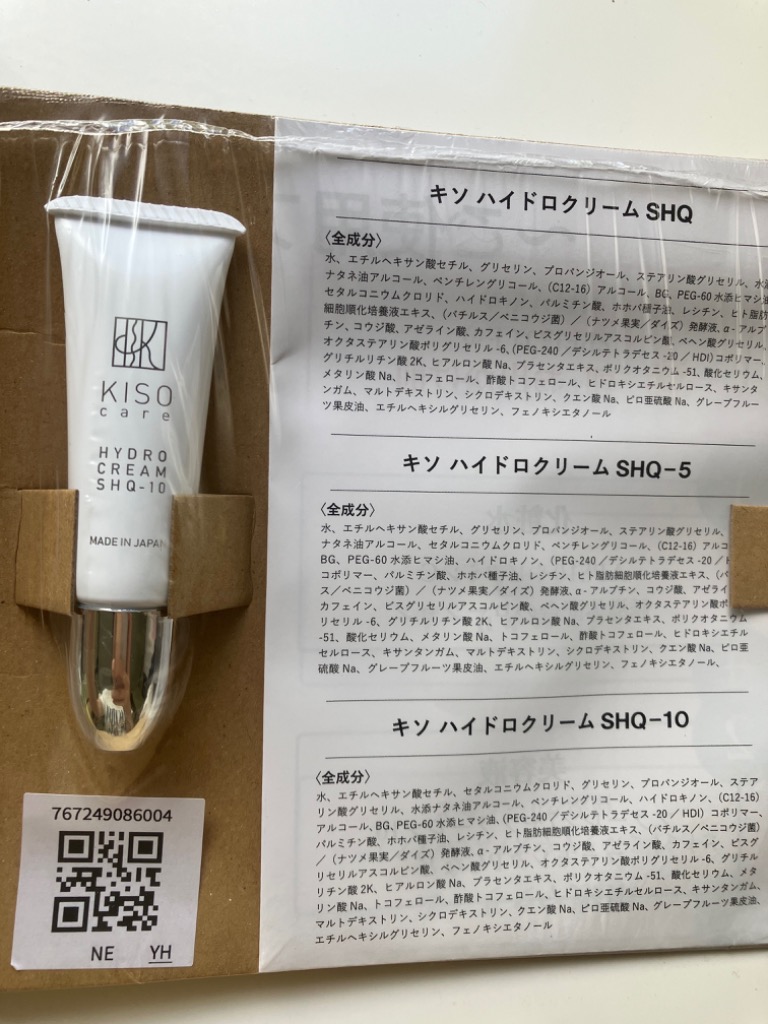 KISO
care
HYDRO
CREAM
SHQ-10
MADE IN JAPAN
767249086004
NE YH
キソ ハイドロクリーム SHQ
〈全成分〉
水、エチルヘキサン酸セチル、グリセリン、プロパンジオール、ステアリン酸グリセリル、水添
ナタネ油アルコール、ペンチレングリコール、(C12-16) アルコール、BG、PEG-60 水添ヒマシ油、
セタルコニウムクロリド、ハイドロキノン、パルミチン酸、ホホバ種子油、レシチン、ヒト脂肪
細胞順化培養液エキス、(バチルス／ベニコウジ菌)／(ナツメ果実／ダイズ) 発酵液、α-アルブ
チン、コウジ酸、アゼライン酸、カフェイン、ビスグリセリルアスコルビン酸、ベヘン酸グリセリル、
オクタステアリン酸ポリグリセリル -6、(PEG-240／デシルテトラデセス -20／HDI) コポリマー、
グリチルリチン酸 2K、ヒアルロン酸 Na、プラセンタエキス、ポリクオタニウム -51、酸化セリウム、
メタリン酸 Na、トコフェロール、酢酸トコフェロール、ヒドロキシエチルセルロース、キサンタ
ンガム、マルトデキストリン、シクロデキストリン、クエン酸 Na、ピロ亜硫酸 Na、グレープフルー
ツ果皮油、エチルヘキシルグリセリン、フェノキシエタノール
キソ ハイドロクリーム SHQ-5
〈全成分〉
水、エチルヘキサン酸セチル、グリセリン、プロパンジオール、ステアリン酸グリセリル、
ナタネ油アルコール、セタルコニウムクロリド、ペンチレングリコール、(C12-16) アルコ
BG、PEG-60 水添ヒマシ油、ハイドロキノン、(PEG-240／デシルテトラデセス -20／
コポリマー、パルミチン酸、ホホバ種子油、レシチン、ヒト脂肪細胞順化培養液エキス、(バ
ス／ベニコウジ菌)／(ナツメ果実／ダイズ) 発酵液、α-アルブチン、コウジ酸、アゼライ
カフェイン、ビスグリセリルアスコルビン酸、ベヘン酸グリセリル、オクタステアリン酸ポ
リセリル -6、グリチルリチン酸 2K、ヒアルロン酸 Na、プラセンタエキス、ポリクオタニウム
-51、酸化セリウム、メタリン酸 Na、トコフェロール、酢酸トコフェロール、ヒドロキシエチル
セルロース、キサンタンガム、マルトデキストリン、シクロデキストリン、クエン酸 Na、ピロ亜
硫酸 Na、グレープフルーツ果皮油、エチルヘキシルグリセリン、フェノキシエタノール、
キソ ハイドロクリーム SHQ-10
〈全成分〉
水、エチルヘキサン酸セチル、セタルコニウムクロリド、グリセリン、プロパンジオール、ステア
リン酸グリセリル、水添ナタネ油アルコール、ペンチレングリコール、ハイドロキノン、(C12-16)
アルコール、BG、PEG-60 水添ヒマシ油、(PEG-240／デシルテトラデセス -20／HDI) コポリマー、
パルミチン酸、ホホバ種子油、レシチン、ヒト脂肪細胞順化培養液エキス、(バチルス／ベニコウジ菌)
／(ナツメ果実／ダイズ) 発酵液、α-アルブチン、コウジ酸、アゼライン酸、カフェイン、ビスグ
リセリルアスコルビン酸、ベヘン酸グリセリル、オクタステアリン酸ポリグリセリル -6、グリチル
リチン酸 2K、ヒアルロン酸 Na、プラセンタエキス、ポリクオタニウム -51、酸化セリウム、メタ
リン酸 Na、トコフェロール、酢酸トコフェロール、ヒドロキシエチルセルロース、キサンタンガム、
マルトデキストリン、シクロデキストリン、クエン酸 Na、ピロ亜硫酸 Na、グレープフルーツ果皮油、
エチルヘキシルグリセリン、フェノキシエタノール